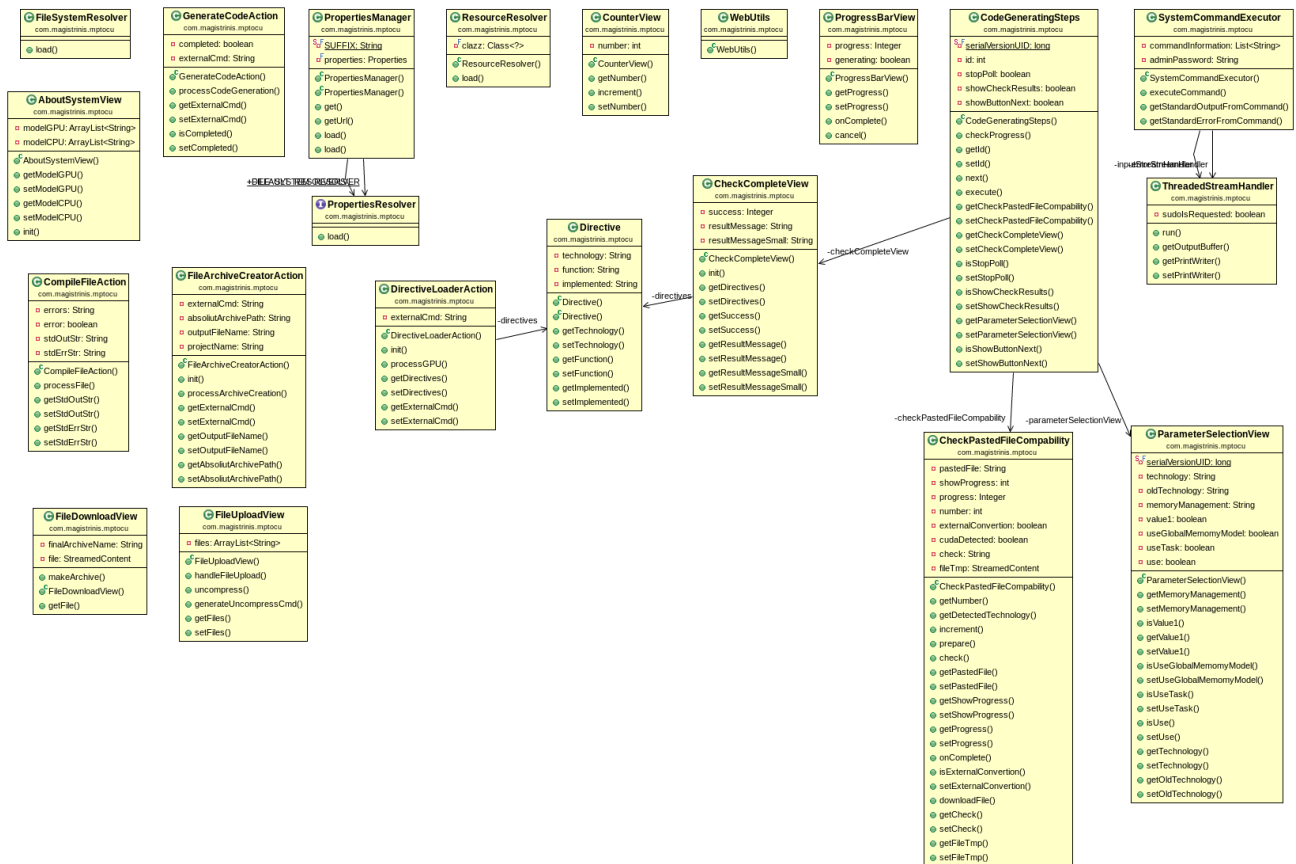 FileSystemResolver
com.magistrinis.mptocu
load()
GenerateCodeAction
com.magistrinis.mptocu
completed: boolean
externalCmd: String
GenerateCodeAction()
processCodeGeneration()
getExternalCmd()
setExternalCmd()
isCompleted()
setCompleted()
PropertiesManager
com.magistrinis.mptocu
SUFFIX: String
properties: Properties
PropertiesManager()
PropertiesManager()
get()
getUrl()
load()
load()
ResourceResolver
com.magistrinis.mptocu
clazz: Class<?>
ResourceResolver()
load()
CounterView
com.magistrinis.mptocu
number: int
CounterView()
getNumber()
increment()
setNumber()
WebUtils
com.magistrinis.mptocu
WebUtils()
ProgressBarView
com.magistrinis.mptocu
progress: Integer
generating: boolean
ProgressBarView()
getProgress()
setProgress()
onComplete()
cancel()
CodeGeneratingSteps
com.magistrinis.mptocu
serialVersionUID: long
id: int
stopPoll: boolean
showCheckResults: boolean
showButtonNext: boolean
CodeGeneratingSteps()
checkProgress()
getId()
setId()
next()
execute()
getCheckPastedFileCompability()
setCheckPastedFileCompability()
getCheckCompleteView()
setCheckCompleteView()
isStopPoll()
setStopPoll()
isShowCheckResults()
setShowCheckResults()
getParameterSelectionView()
setParameterSelectionView()
isShowButtonNext()
setShowButtonNext()
SystemCommandExecutor
com.magistrinis.mptocu
commandInformation: List<String>
adminPassword: String
SystemCommandExecutor()
executeCommand()
getStandardOutputFromCommand()
getStandardErrorFromCommand()
AboutSystemView
com.magistrinis.mptocu
modelGPU: ArrayList<String>
modelCPU: ArrayList<String>
AboutSystemView()
getModelGPU()
setModelGPU()
getModelCPU()
setModelCPU()
init()
PropertiesResolver
com.magistrinis.mptocu
load()
ThreadedStreamHandler
com.magistrinis.mptocu
sudoIsRequested: boolean
run()
getOutputBuffer()
getPrintWriter()
setPrintWriter()
CheckCompleteView
com.magistrinis.mptocu
success: Integer
resultMessage: String
resultMessageSmall: String
CheckCompleteView()
init()
getDirectives()
setDirectives()
getSuccess()
setSuccess()
getResultMessage()
setResultMessage()
getResultMessageSmall()
setResultMessageSmall()
-checkCompleteView
Directive
com.magistrinis.mptocu
technology: String
function: String
implemented: String
Directive()
Directive()
getTechnology()
setTechnology()
getFunction()
setFunction()
getImplemented()
setImplemented()
-directives
CompileFileAction
com.magistrinis.mptocu
errors: String
error: boolean
stdOutStr: String
stdErrStr: String
CompileFileAction()
processFile()
getStdOutStr()
setStdOutStr()
getStdErrStr()
setStdErrStr()
FileArchiveCreatorAction
com.magistrinis.mptocu
externalCmd: String
absoliutArchivePath: String
outputFileName: String
projectName: String
FileArchiveCreatorAction()
init()
processArchiveCreation()
getExternalCmd()
setExternalCmd()
getOutputFileName()
setOutputFileName()
getAbsoliutArchivePath()
setAbsoliutArchivePath()
DirectiveLoaderAction
com.magistrinis.mptocu
externalCmd: String
DirectiveLoaderAction()
init()
processGPU()
getDirectives()
setDirectives()
getExternalCmd()
setExternalCmd()
-directives
-checkPastedFileCompability
-parameterSelectionView
CheckPastedFileCompability
com.magistrinis.mptocu
pastedFile: String
showProgress: int
progress: Integer
number: int
externalConvertion: boolean
cudaDetected: boolean
check: String
fileTmp: StreamedContent
CheckPastedFileCompability()
getNumber()
getDetectedTechnology()
increment()
prepare()
check()
getPastedFile()
setPastedFile()
getShowProgress()
setShowProgress()
getProgress()
setProgress()
onComplete()
isExternalConvertion()
setExternalConvertion()
downloadFile()
getCheck()
setCheck()
getFileTmp()
setFileTmp()
ParameterSelectionView
com.magistrinis.mptocu
serialVersionUID: long
technology: String
oldTechnology: String
memoryManagement: String
value1: boolean
useGlobalMemomyModel: boolean
useTask: boolean
use: boolean
ParameterSelectionView()
getMemoryManagement()
setMemoryManagement()
isValue1()
getValue1()
setValue1()
isUseGlobalMemomyModel()
setUseGlobalMemomyModel()
isUseTask()
setUseTask()
isUse()
setUse()
getTechnology()
setTechnology()
getOldTechnology()
setOldTechnology()
FileDownloadView
com.magistrinis.mptocu
finalArchiveName: String
file: StreamedContent
makeArchive()
FileDownloadView()
getFile()
FileUploadView
com.magistrinis.mptocu
files: ArrayList<String>
FileUploadView()
handleFileUpload()
uncompress()
generateUncompressCmd()
getFiles()
setFiles()